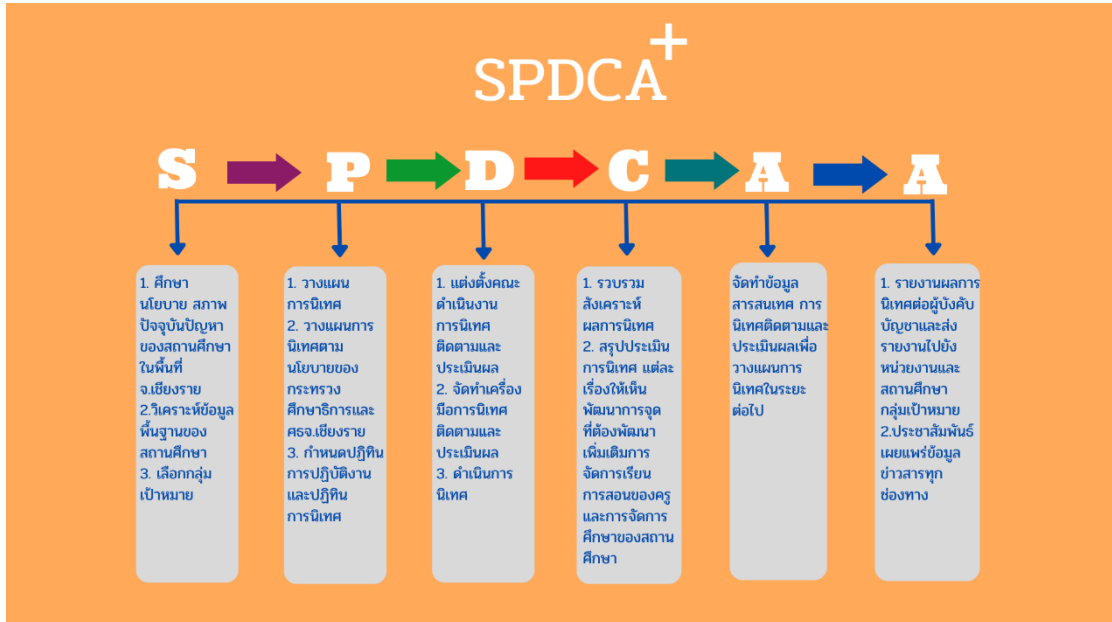 SPDCA+
S P D C A A
1. ศึกษา
นโยบาย สภาพ
ปัจจุบันปัญหา
ของสถานศึกษา
ในพื้นที่
จ.เชียงราย
2.วิเคราะห์ข้อมูล
พื้นฐานของ
สถานศึกษา
3. เลือกกลุ่ม
เป้าหมาย
1. วางแผน
การนิเทศ
2. วางแผนการ
นิเทศตาม
นโยบายของ
กระทรวง
ศึกษาธิการและ
ศธจ.เชียงราย
3. กำหนดปฏิทิน
การปฏิบัติงาน
และปฏิทิน
การนิเทศ
1. แต่งตั้งคณะ
ดำเนินงาน
การนิเทศ
ติดตามและ
ประเมินผล
2. จัดทำเครื่อง
มือการนิเทศ
ติดตามและ
ประเมินผล
3. ดำเนินการ
นิเทศ
1. รวบรวม
สังเคราะห์
ผลการนิเทศ
2. สรุปประเมิน
การนิเทศ แต่ละ
เรื่องให้เห็น
พัฒนาการจุด
ที่ต้องพัฒนา
เพิ่มเติมการ
จัดการเรียน
การสอนของครู
และการจัดการ
ศึกษาของสถาน
ศึกษา
จัดทำข้อมูล
สารสนเทศ การ
นิเทศติดตามและ
ประเมินผลเพื่อ
วางแผนการ
นิเทศในระยะ
ต่อไป
1. รายงานผลการ
นิเทศต่อผู้บังคับ
บัญชาและส่ง
รายงานไปยัง
หน่วยงานและ
สถานศึกษา
กลุ่มเป้าหมาย
2.ประชาสัมพันธ์
เผยแพร่ข้อมูล
ข่าวสารทุก
ช่องทาง